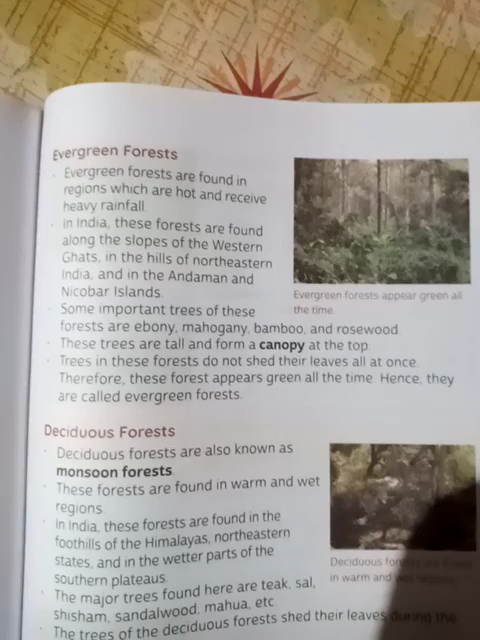 Evergreen Forests
Evergreen forests are found in
regions which are hot and receive
heavy rainfall.
In India, these forests are found
along the slopes of the Western
Ghats, in the hills of northeastern
India, and in the Andaman and
Nicobar Islands.
Evergreen forests appear green all
the time.
Some important trees of these
forests are ebony, mahogany, bamboo, and rosewood.
These trees are tall and form a canopy at the top.
Trees in these forests do not shed their leaves all at once.
Therefore, these forest appears green all the time. Hence, they
are called evergreen forests.
Deciduous Forests
Deciduous forests are also known as
monsoon forests.
These forests are found in warm and wet
regions.
In India, these forests are found in the
foothills of the Himalayas, northeastern
states, and in the wetter parts of the
southern plateaus.
Deciduous forests are found
in warm and wet regions.
The major trees found here are teak, sal,
shisham, sandalwood, mahua, etc.
The trees of the deciduous forests shed their leaves during the